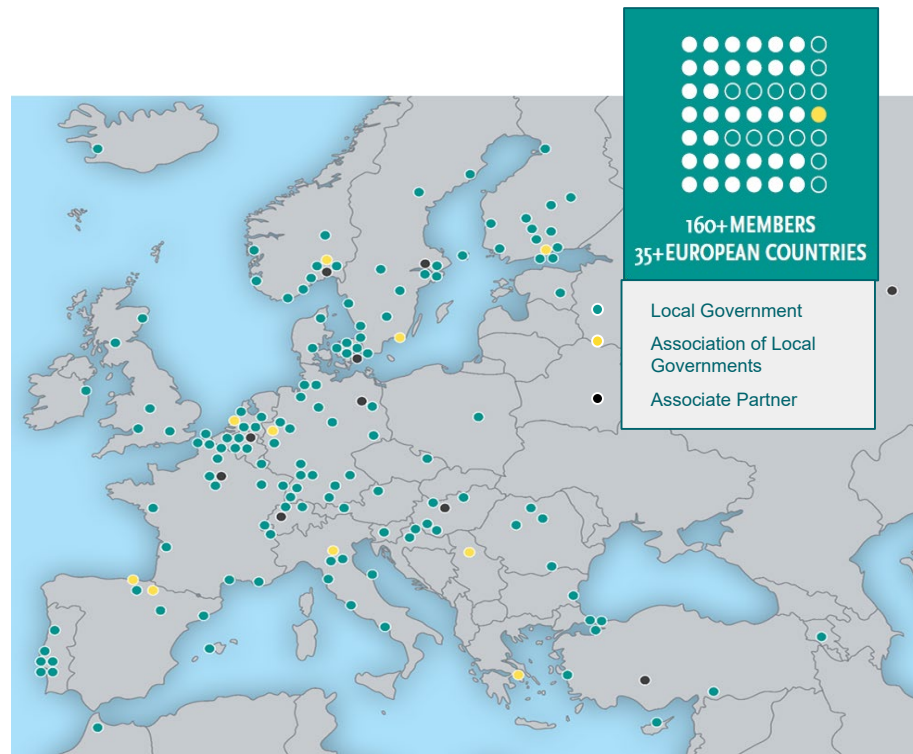 160+MEMBERS
35+EUROPEAN COUNTRIES
Local Government
Association of Local
Governments
Associate Partner